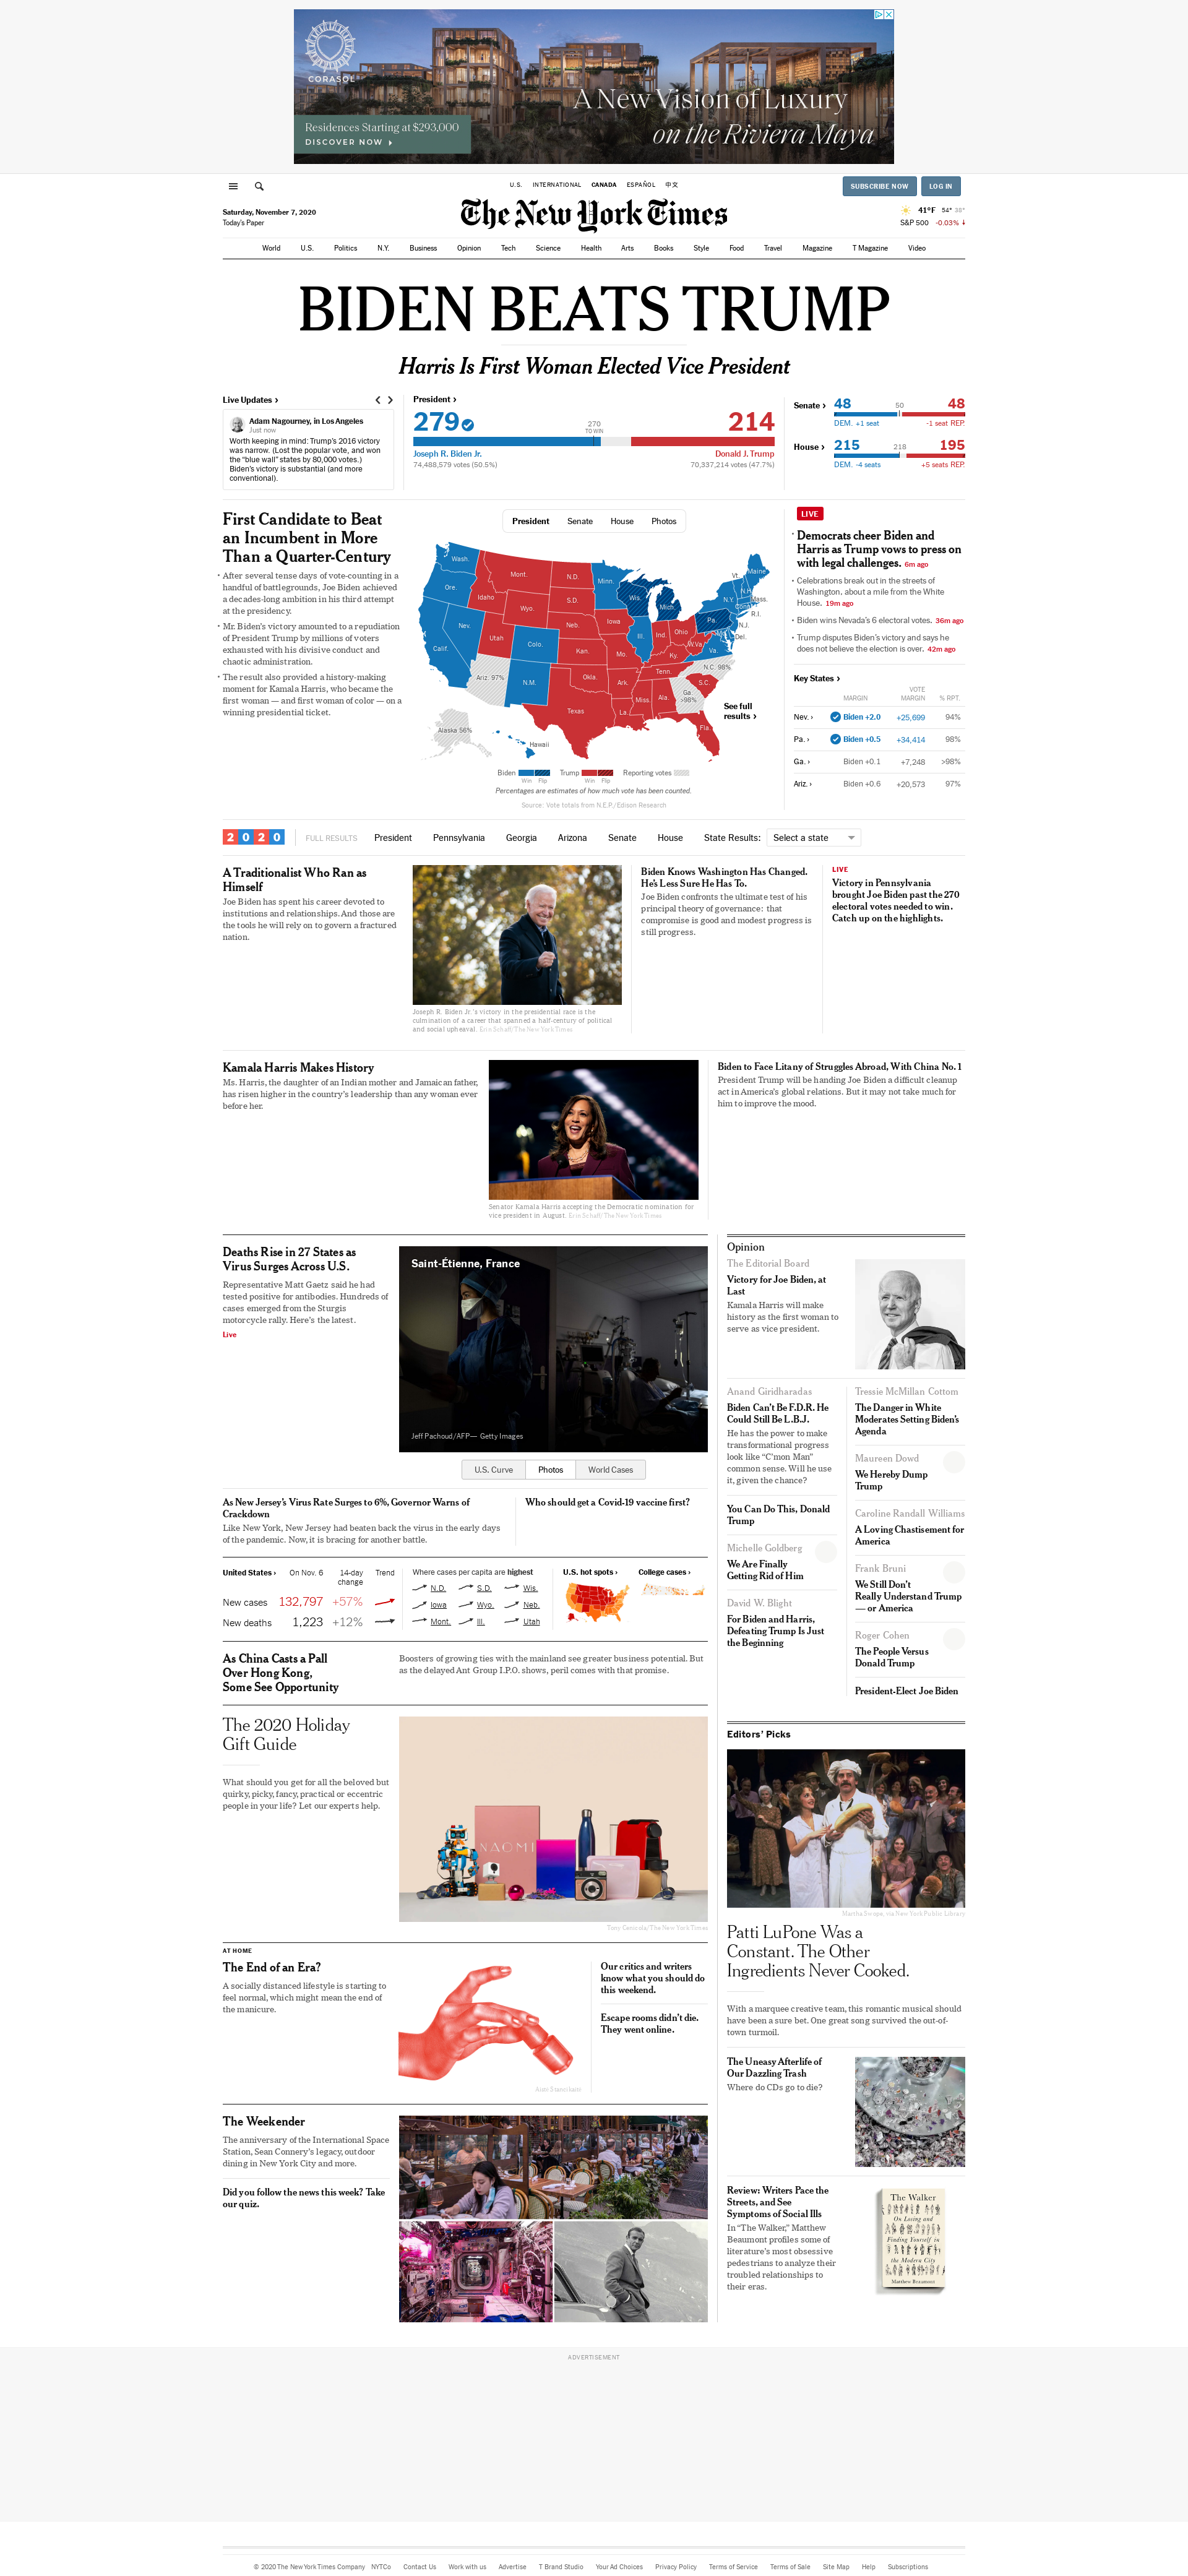 CORASOL
A New Vision of Luxury
on the Riviera Maya
Residences Starting at $293,000
DISCOVER NOW
U.S. INTERNATIONAL CANADA ESPAÑOL 中文
SUBSCRIBE NOW LOG IN
Saturday, November 7, 2020
Today's Paper
The New York Times
41°F 54° 38°
S&P 500 -0.03% ↓
World U.S. Politics N.Y. Business Opinion Tech Science Health Arts Books Style Food Travel Magazine T Magazine Video
BIDEN BEATS TRUMP
Harris Is First Woman Elected Vice President
Live Updates ›
Adam Nagourney, in Los Angeles
Just now
Worth keeping in mind: Trump's 2016 victory
was narrow. (Lost the popular vote, and won
the "blue wall" states by 80,000 votes.)
Biden's victory is substantial (and more
conventional).
President ›
279 214
270
TO WIN
Joseph R. Biden Jr. Donald J. Trump
74,488,579 votes (50.5%) 70,337,214 votes (47.7%)
Senate › 48 50 48
DEM. +1 seat -1 seat REP.
House › 215 218 195
DEM. -4 seats +5 seats REP.
First Candidate to Beat
an Incumbent in More
Than a Quarter-Century
• After several tense days of vote-counting in a
handful of battlegrounds, Joe Biden achieved
a decades-long ambition in his third attempt
at the presidency.
• Mr. Biden's victory amounted to a repudiation
of President Trump by millions of voters
exhausted with his divisive conduct and
chaotic administration.
• The result also provided a history-making
moment for Kamala Harris, who became the
first woman — and first woman of color — on a
winning presidential ticket.
President Senate House Photos
Wash.
Ore.
Calif.
Nev.
Idaho
Mont.
Wyo.
Utah
Ariz. 97%
Colo.
N.M.
N.D.
S.D.
Neb.
Kan.
Okla.
Texas
Minn.
Iowa
Mo.
Ark.
La.
Wis.
Ill.
Mich.
Ind.
Ohio
Ky.
Tenn.
Miss.
Ala.
Ga.
>98%
Fla.
S.C.
N.C. 98%
Va.
W.Va.
Pa.
N.Y.
Vt.
N.H.
Maine
Mass.
R.I.
Conn.
N.J.
Del.
Alaska 56%
Hawaii
See full
results ›
Biden Trump Reporting votes
Win Flip Win Flip
Percentages are estimates of how much vote has been counted.
Source: Vote totals from N.E.P./Edison Research
LIVE
• Democrats cheer Biden and
Harris as Trump vows to press on
with legal challenges. 6m ago
• Celebrations break out in the streets of
Washington, about a mile from the White
House. 19m ago
• Biden wins Nevada's 6 electoral votes. 36m ago
• Trump disputes Biden's victory and says he
does not believe the election is over. 42m ago
Key States ›
MARGIN VOTE MARGIN % RPT.
Nev. › Biden +2.0 +25,699 94%
Pa. › Biden +0.5 +34,414 98%
Ga. › Biden +0.1 +7,248 >98%
Ariz. › Biden +0.6 +20,573 97%
2020 FULL RESULTS President Pennsylvania Georgia Arizona Senate House State Results: Select a state
A Traditionalist Who Ran as
Himself
Joe Biden has spent his career devoted to
institutions and relationships. And those are
the tools he will rely on to govern a fractured
nation.
Joseph R. Biden Jr.'s victory in the presidential race is the
culmination of a career that spanned a half-century of political
and social upheaval. Erin Schaff/The New York Times
Biden Knows Washington Has Changed.
He's Less Sure He Has To.
Joe Biden confronts the ultimate test of his
principal theory of governance: that
compromise is good and modest progress is
still progress.
LIVE
Victory in Pennsylvania
brought Joe Biden past the 270
electoral votes needed to win.
Catch up on the highlights.
Kamala Harris Makes History
Ms. Harris, the daughter of an Indian mother and Jamaican father,
has risen higher in the country's leadership than any woman ever
before her.
Senator Kamala Harris accepting the Democratic nomination for
vice president in August. Erin Schaff/The New York Times
Biden to Face Litany of Struggles Abroad, With China No. 1
President Trump will be handing Joe Biden a difficult cleanup
act in America's global relations. But it may not take much for
him to improve the mood.
Deaths Rise in 27 States as
Virus Surges Across U.S.
Representative Matt Gaetz said he had
tested positive for antibodies. Hundreds of
cases emerged from the Sturgis
motorcycle rally. Here's the latest.
Live
Saint-Étienne, France
Jeff Pachoud/AFP— Getty Images
U.S. Curve Photos World Cases
As New Jersey's Virus Rate Surges to 6%, Governor Warns of
Crackdown
Like New York, New Jersey had beaten back the virus in the early days
of the pandemic. Now, it is bracing for another battle.
Who should get a Covid-19 vaccine first?
United States › On Nov. 6 14-day change Trend
New cases 132,797 +57%
New deaths 1,223 +12%
Where cases per capita are highest
N.D. S.D. Wis.
Iowa Wyo. Neb.
Mont. Ill. Utah
U.S. hot spots › College cases ›
As China Casts a Pall
Over Hong Kong,
Some See Opportunity
Boosters of growing ties with the mainland see greater business potential. But
as the delayed Ant Group I.P.O. shows, peril comes with that promise.
The 2020 Holiday
Gift Guide
What should you get for all the beloved but
quirky, picky, fancy, practical or eccentric
people in your life? Let our experts help.
NAOMI
Tony Cenicola/The New York Times
AT HOME
The End of an Era?
A socially distanced lifestyle is starting to
feel normal, which might mean the end of
the manicure.
Our critics and writers
know what you should do
this weekend.
Escape rooms didn't die.
They went online.
The Weekender
The anniversary of the International Space
Station, Sean Connery's legacy, outdoor
dining in New York City and more.
Did you follow the news this week? Take
our quiz.
Opinion
The Editorial Board
Victory for Joe Biden, at
Last
Kamala Harris will make
history as the first woman to
serve as vice president.
Anand Giridharadas
Biden Can't Be F.D.R. He
Could Still Be L.B.J.
He has the power to make
transformational progress
look like "C'mon Man"
common sense. Will he use
it, given the chance?
You Can Do This, Donald
Trump
Michelle Goldberg
We Are Finally
Getting Rid of Him
David W. Blight
For Biden and Harris,
Defeating Trump Is Just
the Beginning
Tressie McMillan Cottom
The Danger in White
Moderates Setting Biden's
Agenda
Maureen Dowd
We Hereby Dump
Trump
Caroline Randall Williams
A Loving Chastisement for
America
Frank Bruni
We Still Don't
Really Understand Trump
— or America
Roger Cohen
The People Versus
Donald Trump
President-Elect Joe Biden
Editors' Picks
Martha Swope, via New York Public Library
Patti LuPone Was a
Constant. The Other
Ingredients Never Cooked.
With a marquee creative team, this romantic musical should
have been a sure bet. One great song survived the out-of-
town turmoil.
The Uneasy Afterlife of
Our Dazzling Trash
Where do CDs go to die?
Review: Writers Pace the
Streets, and See
Symptoms of Social Ills
In "The Walker," Matthew
Beaumont profiles some of
literature's most obsessive
pedestrians to analyze their
troubled relationships to
their eras.
The Walker
On Losing and
Finding Yourself in
the Modern City
Matthew Beaumont
ADVERTISEMENT
© 2020 The New York Times Company NYTCo Contact Us Work with us Advertise T Brand Studio Your Ad Choices Privacy Policy Terms of Service Terms of Sale Site Map Help Subscriptions